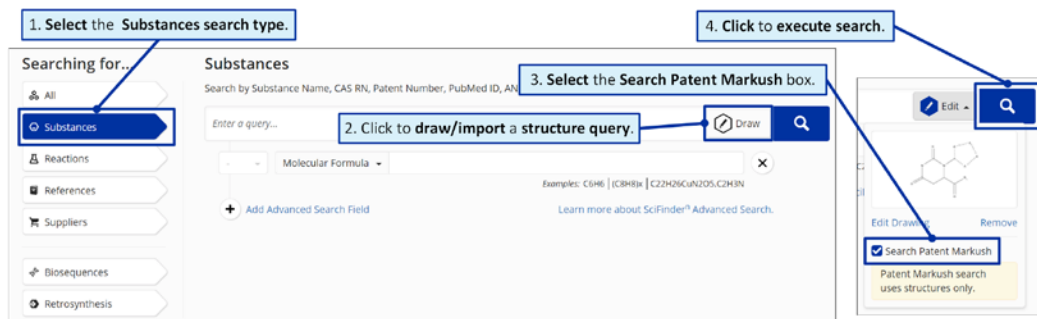 1. Select the Substances search type.
4. Click to execute search.
Searching for...
Substances
3. Select the Search Patent Markush box.
All
Search by Substance Name, CAS RN, Patent Number, PubMed ID, AN
Edit
Substances
Enter a query...
2. Click to draw/import a structure query.
Draw
Reactions
Molecular Formula
References
Examples: C6H6 | (C8H8)x | C22H26CuN2O5.C2H3N
Suppliers
Add Advanced Search Field
Learn more about SciFinderⁿ Advanced Search.
Edit Drawing
Remove
Search Patent Markush
Biosequences
Patent Markush search
uses structures only.
Retrosynthesis